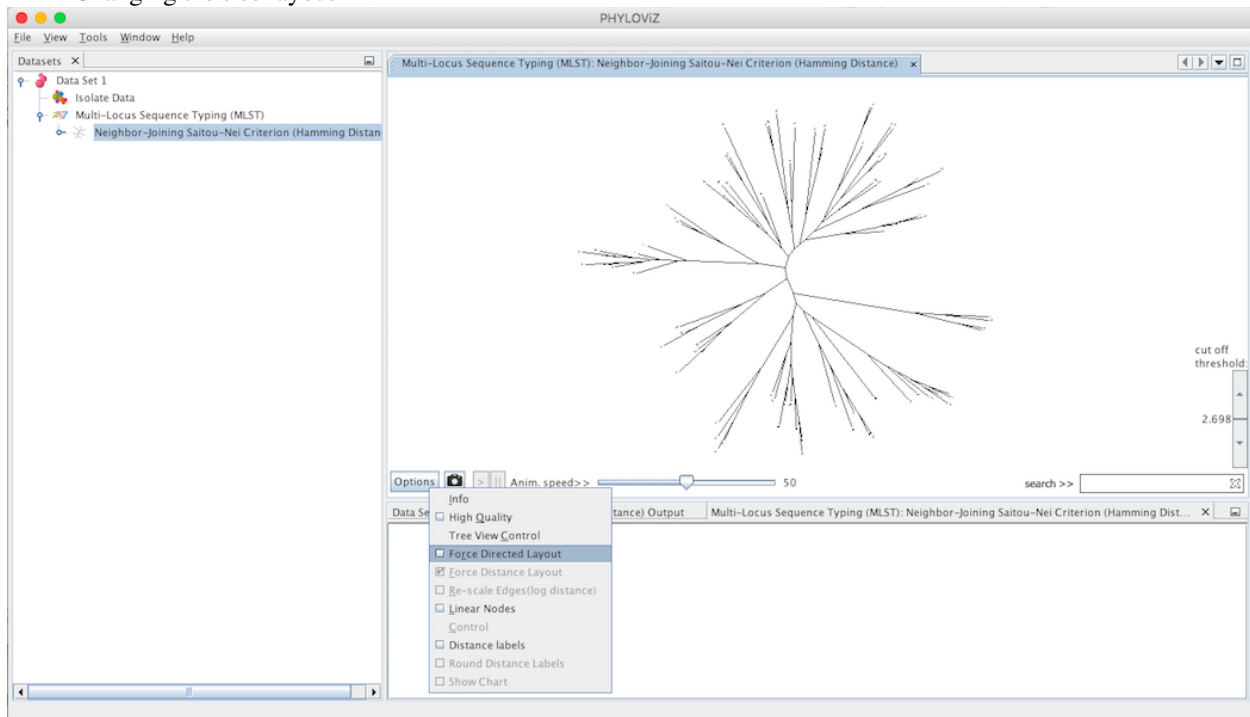 PHYLOViZ
File View Tools Window Help
Datasets
Data Set 1
Isolate Data
Multi-Locus Sequence Typing (MLST)
Neighbor-Joining Saitou-Nei Criterion (Hamming Distan
Multi-Locus Sequence Typing (MLST): Neighbor-Joining Saitou-Nei Criterion (Hamming Distance)
cut off
threshold:
2.698
Options Anim. speed>> 50 search >>
Data Se tance) Output Multi-Locus Sequence Typing (MLST): Neighbor-Joining Saitou-Nei Criterion (Hamming Dist...
Info
High Quality
Tree View Control
Force Directed Layout
Force Distance Layout
Re-scale Edges(log distance)
Linear Nodes
Control
Distance labels
Round Distance Labels
Show Chart